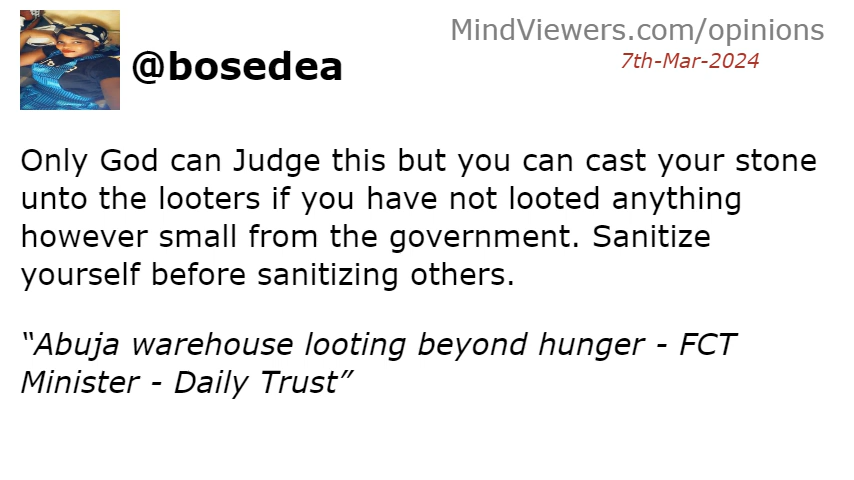 MindViewers.com/opinions
7th-Mar-2024
@bosedea
Only God can Judge this but you can cast your stone
unto the looters if you have not looted anything
however small from the government. Sanitize
yourself before sanitizing others.
“Abuja warehouse looting beyond hunger - FCT
Minister - Daily Trust”